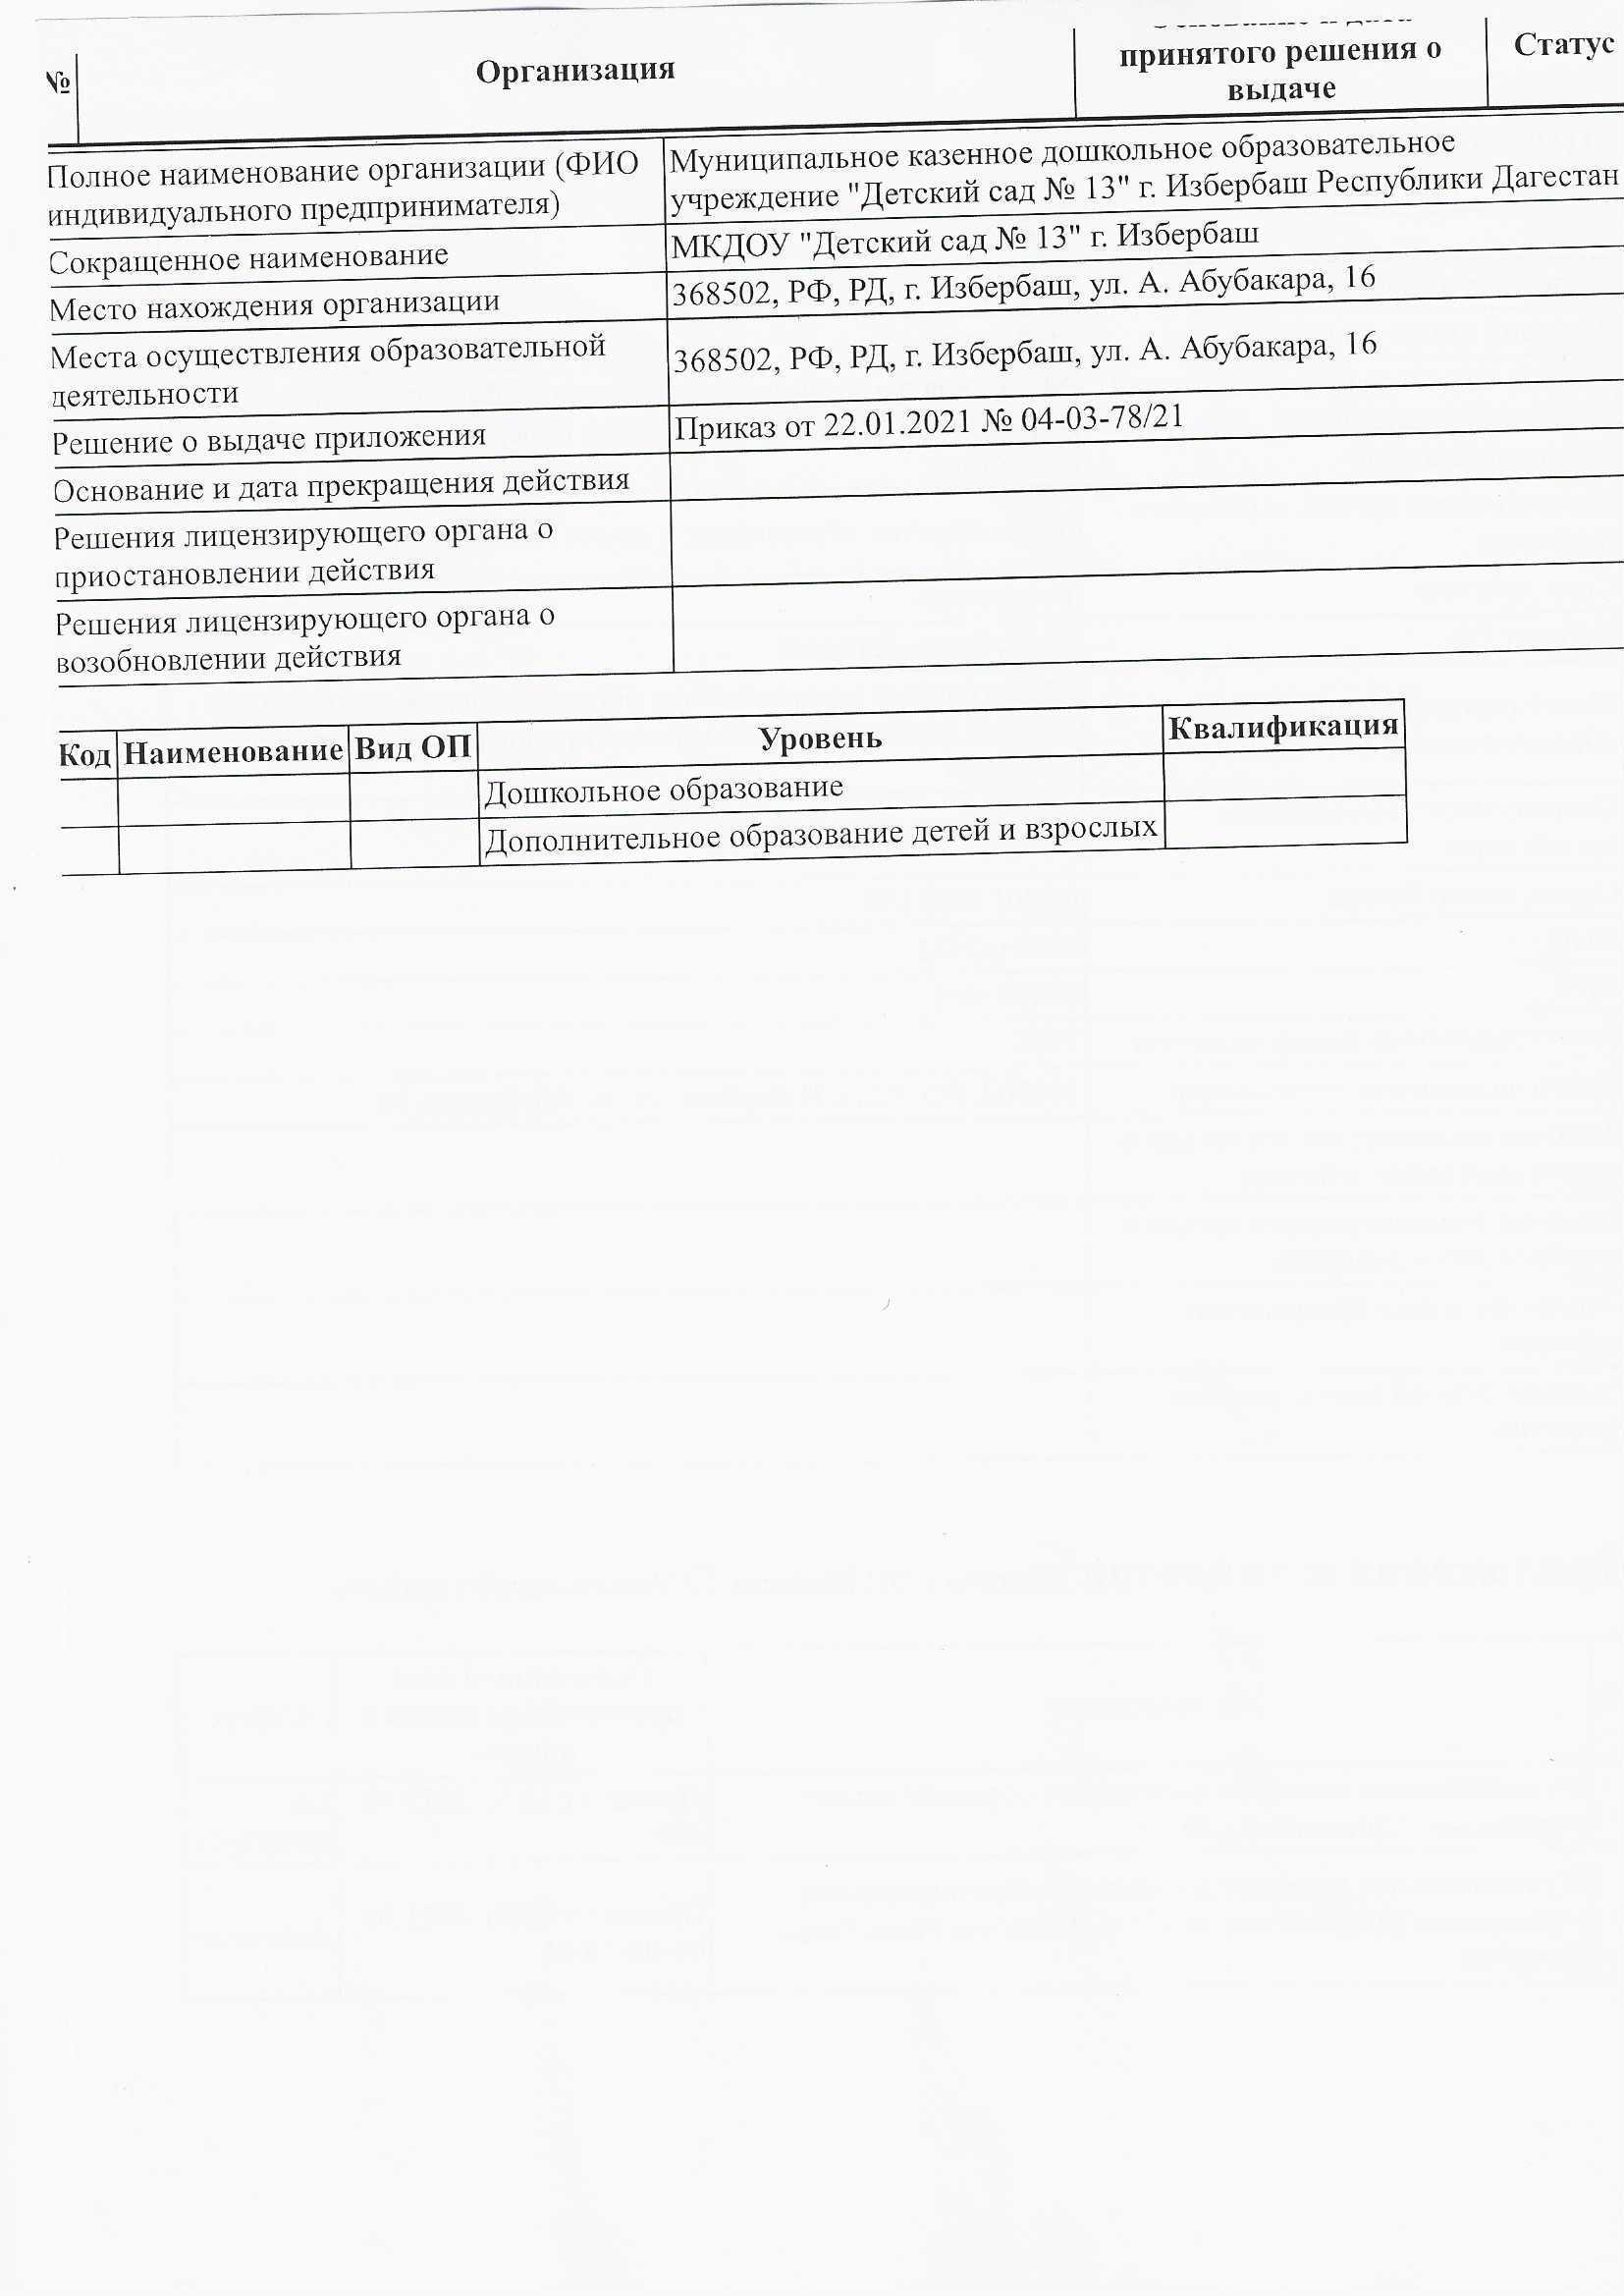 № Организация принятого решения о выдаче Статус
Полное наименование организации (ФИО
индивидуального предпринимателя)
Муниципальное казенное дошкольное образовательное
учреждение "Детский сад № 13" г. Избербаш Республики Дагестан
Сокращенное наименование
МКДОУ "Детский сад № 13" г. Избербаш
Место нахождения организации
368502, РФ, РД, г. Избербаш, ул. А. Абубакара, 16
Места осуществления образовательной
деятельности
368502, РФ, РД, г. Избербаш, ул. А. Абубакара, 16
Решение о выдаче приложения
Приказ от 22.01.2021 № 04-03-78/21
Основание и дата прекращения действия
Решения лицензирующего органа о
приостановлении действия
Решения лицензирующего органа о
возобновлении действия
Код Наименование Вид ОП Уровень Квалификация
Дошкольное образование
Дополнительное образование детей и взрослых